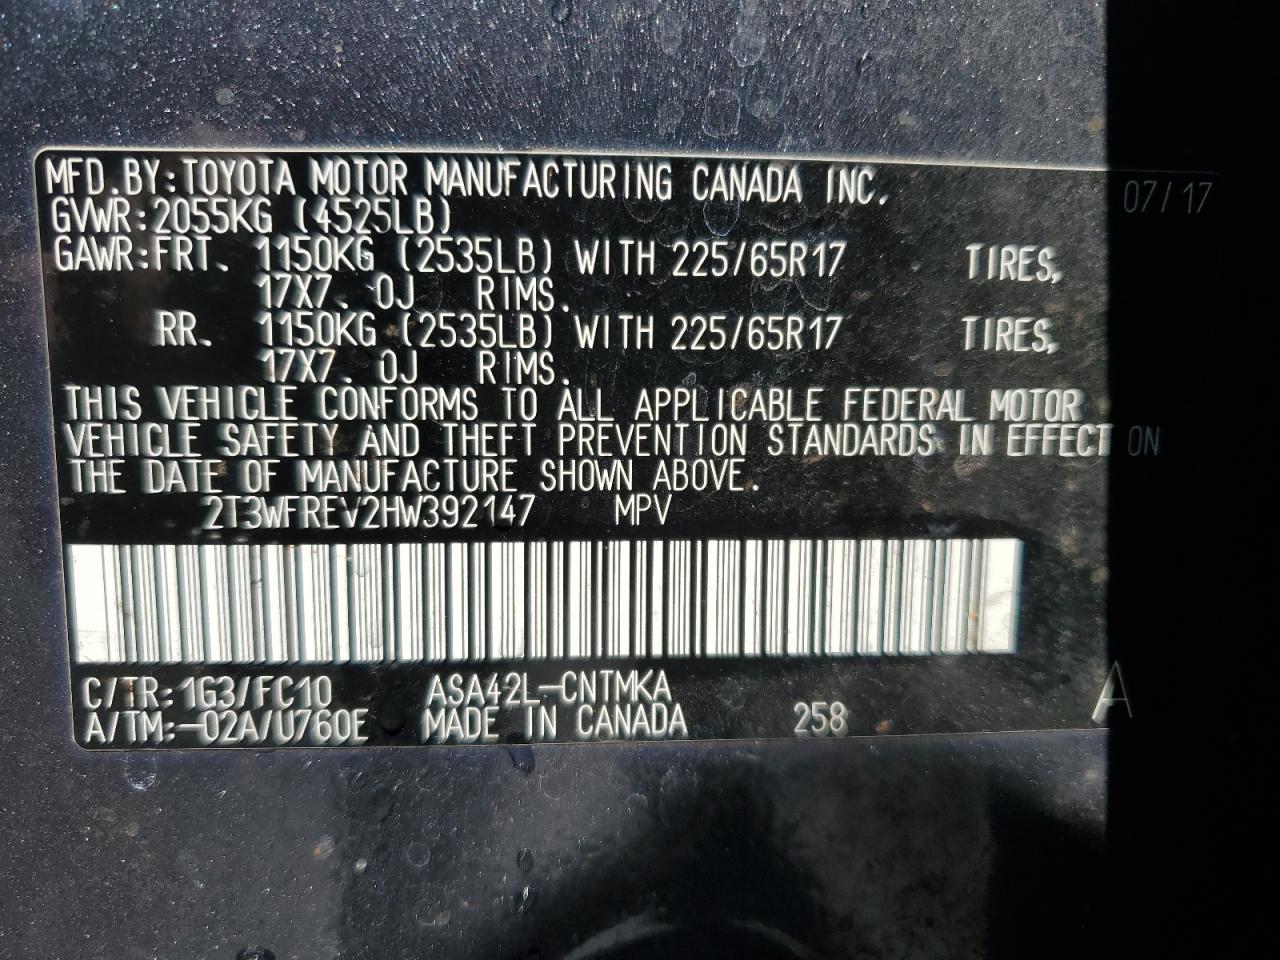 MFD.BY:TOYOTA MOTOR MANUFACTURING CANADA INC. 07/17
GVWR:2055KG (4525LB)
GAWR:FRT. 1150KG (2535LB) WITH 225/65R17 TIRES,
17X7. 0J RIMS.
RR. 1150KG (2535LB) WITH 225/65R17 TIRES,
17X7. 0J RIMS.
THIS VEHICLE CONFORMS TO ALL APPLICABLE FEDERAL MOTOR
VEHICLE SAFETY AND THEFT PREVENTION STANDARDS IN EFFECT ON
THE DATE OF MANUFACTURE SHOWN ABOVE.
2T3WFREV2HW392147 MPV
C/TR:1G3/FC10 ASA42L-CNTMKA
A/TM:-02A/U760E MADE IN CANADA 258 A